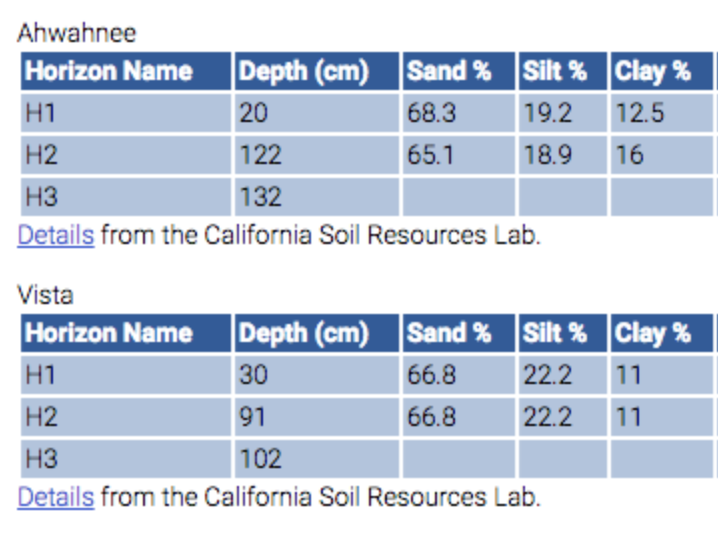 Ahwahnee
Horizon Name Depth (cm) Sand % Silt % Clay %
H1 20 68.3 19.2 12.5
H2 122 65.1 18.9 16
H3 132
Details from the California Soil Resources Lab.
Vista
Horizon Name Depth (cm) Sand % Silt % Clay %
H1 30 66.8 22.2 11
H2 91 66.8 22.2 11
H3 102
Details from the California Soil Resources Lab.